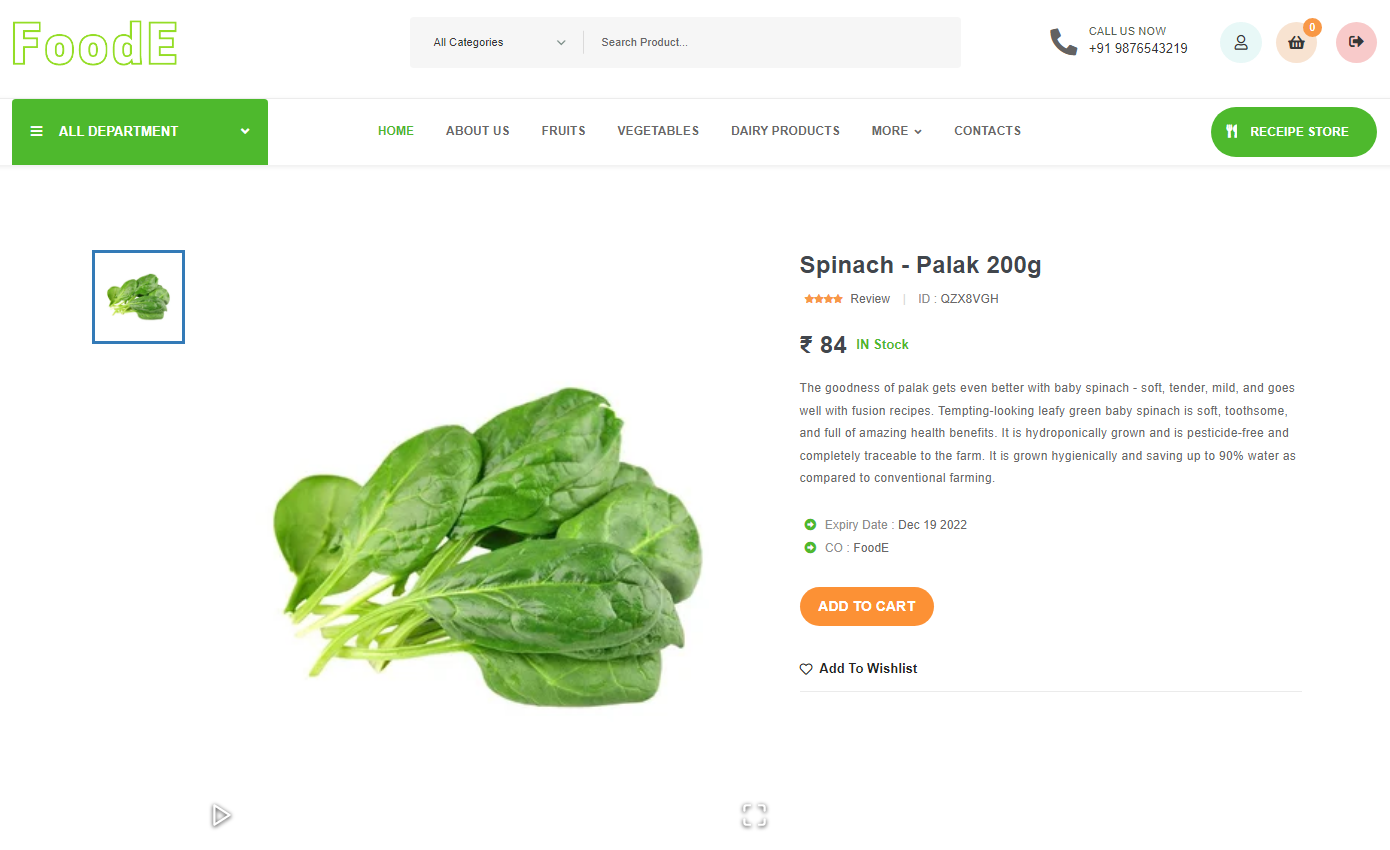 FoodE
All Categories
Search Product...
CALL US NOW
+91 9876543219
0
ALL DEPARTMENT
HOME
ABOUT US
FRUITS
VEGETABLES
DAIRY PRODUCTS
MORE
CONTACTS
RECEIPE STORE
Spinach - Palak 200g
Review | ID : QZX8VGH
₹ 84 IN Stock
The goodness of palak gets even better with baby spinach - soft, tender, mild, and goes
well with fusion recipes. Tempting-looking leafy green baby spinach is soft, toothsome,
and full of amazing health benefits. It is hydroponically grown and is pesticide-free and
completely traceable to the farm. It is grown hygienically and saving up to 90% water as
compared to conventional farming.
Expiry Date : Dec 19 2022
CO : FoodE
ADD TO CART
Add To Wishlist